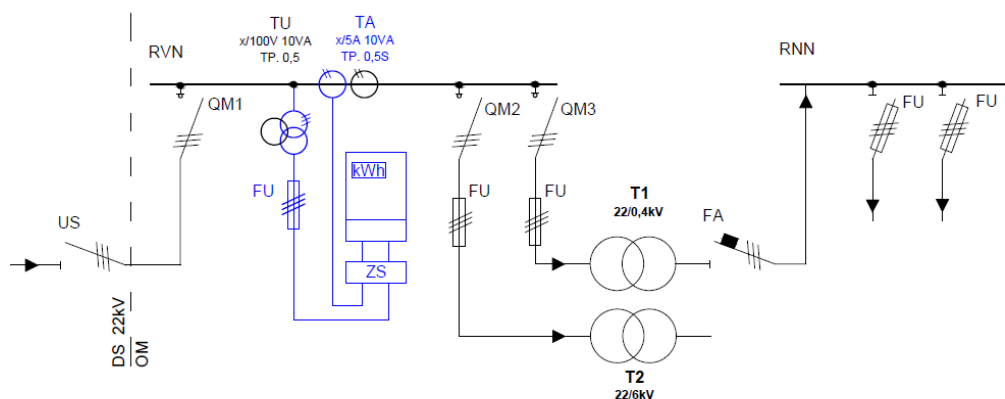 TU
x/100V 10VA
TP. 0,5
TA
x/5A 10VA
TP. 0,5S
RVN
RNN
QM1
QM2
QM3
FU
FU
kWh
FU
FU
FU
T1
22/0,4kV
FA
US
ZS
DS 22kV
OM
T2
22/6kV